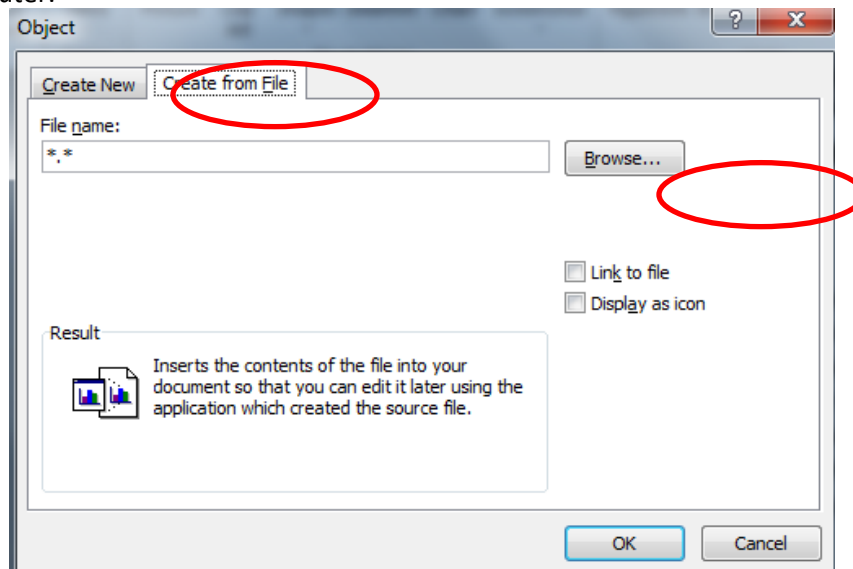 Object
Create New Create from File
File name:
*.*
Browse...
Link to file
Display as icon
Result
Inserts the contents of the file into your
document so that you can edit it later using the
application which created the source file.
OK Cancel